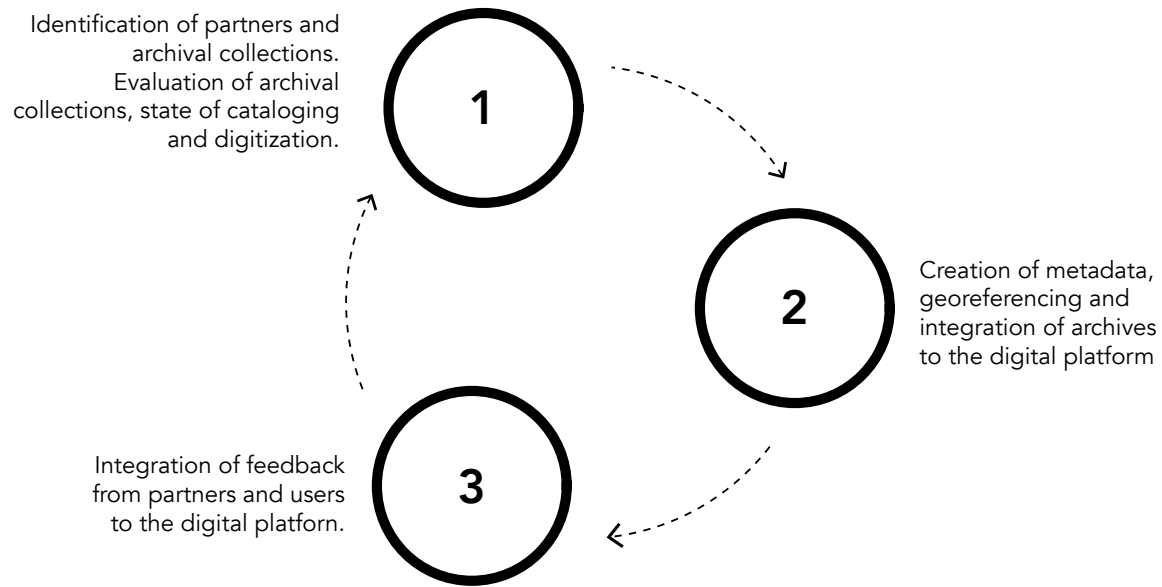 Identification of partners and
archival collections.
Evaluation of archival
collections, state of cataloging
and digitization.
1
2
Creation of metadata,
georeferencing and
integration of archives
to the digital platform
Integration of feedback
from partners and users
to the digital platforn.
3